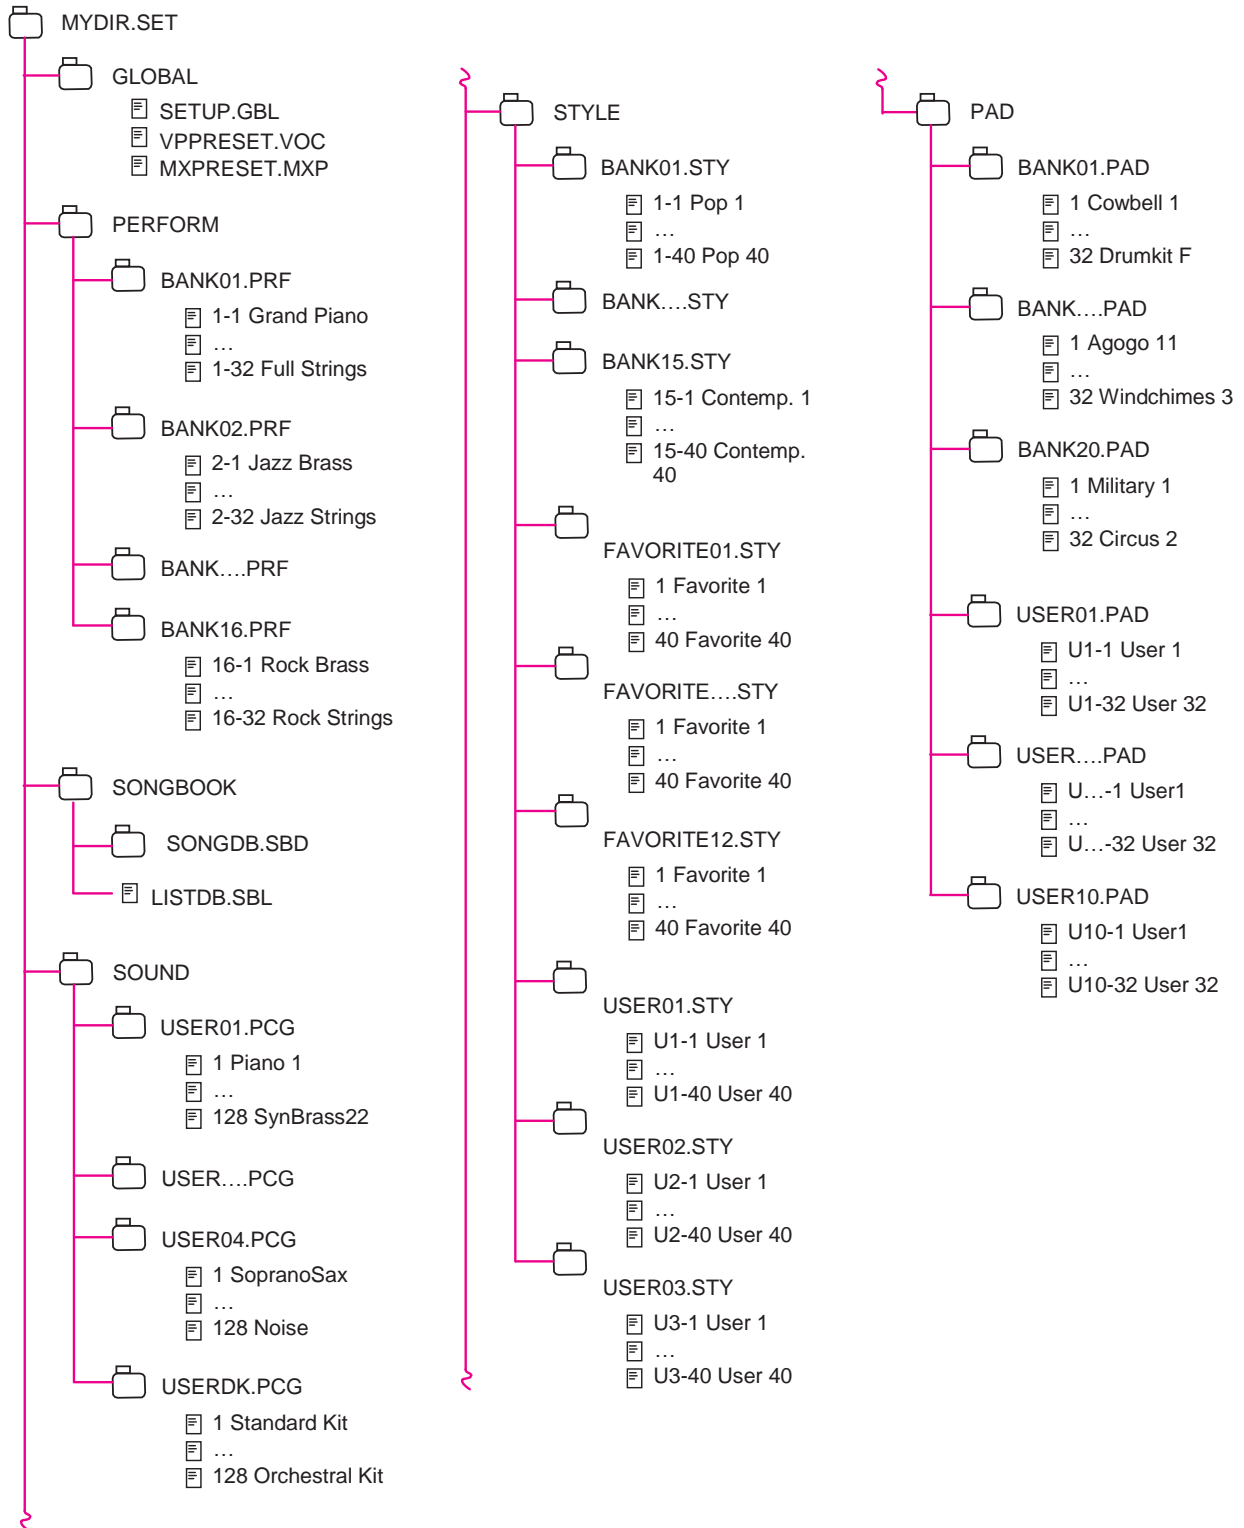 MYDIR.SET
GLOBAL
SETUP.GBL
VPPRESET.VOC
MXPRESET.MXP
PERFORM
BANK01.PRF
1-1 Grand Piano
…
1-32 Full Strings
BANK02.PRF
2-1 Jazz Brass
…
2-32 Jazz Strings
BANK….PRF
BANK16.PRF
16-1 Rock Brass
…
16-32 Rock Strings
SONGBOOK
SONGDB.SBD
LISTDB.SBL
SOUND
USER01.PCG
1 Piano 1
…
128 SynBrass22
USER….PCG
USER04.PCG
1 SopranoSax
…
128 Noise
USERDK.PCG
1 Standard Kit
…
128 Orchestral Kit
STYLE
BANK01.STY
1-1 Pop 1
…
1-40 Pop 40
BANK….STY
BANK15.STY
15-1 Contemp. 1
…
15-40 Contemp.
40
FAVORITE01.STY
1 Favorite 1
…
40 Favorite 40
FAVORITE….STY
1 Favorite 1
…
40 Favorite 40
FAVORITE12.STY
1 Favorite 1
…
40 Favorite 40
USER01.STY
U1-1 User 1
…
U1-40 User 40
USER02.STY
U2-1 User 1
…
U2-40 User 40
USER03.STY
U3-1 User 1
…
U3-40 User 40
PAD
BANK01.PAD
1 Cowbell 1
…
32 Drumkit F
BANK….PAD
1 Agogo 11
…
32 Windchimes 3
BANK20.PAD
1 Military 1
…
32 Circus 2
USER01.PAD
U1-1 User 1
…
U1-32 User 32
USER….PAD
U…-1 User1
…
U…-32 User 32
USER10.PAD
U10-1 User1
…
U10-32 User 32